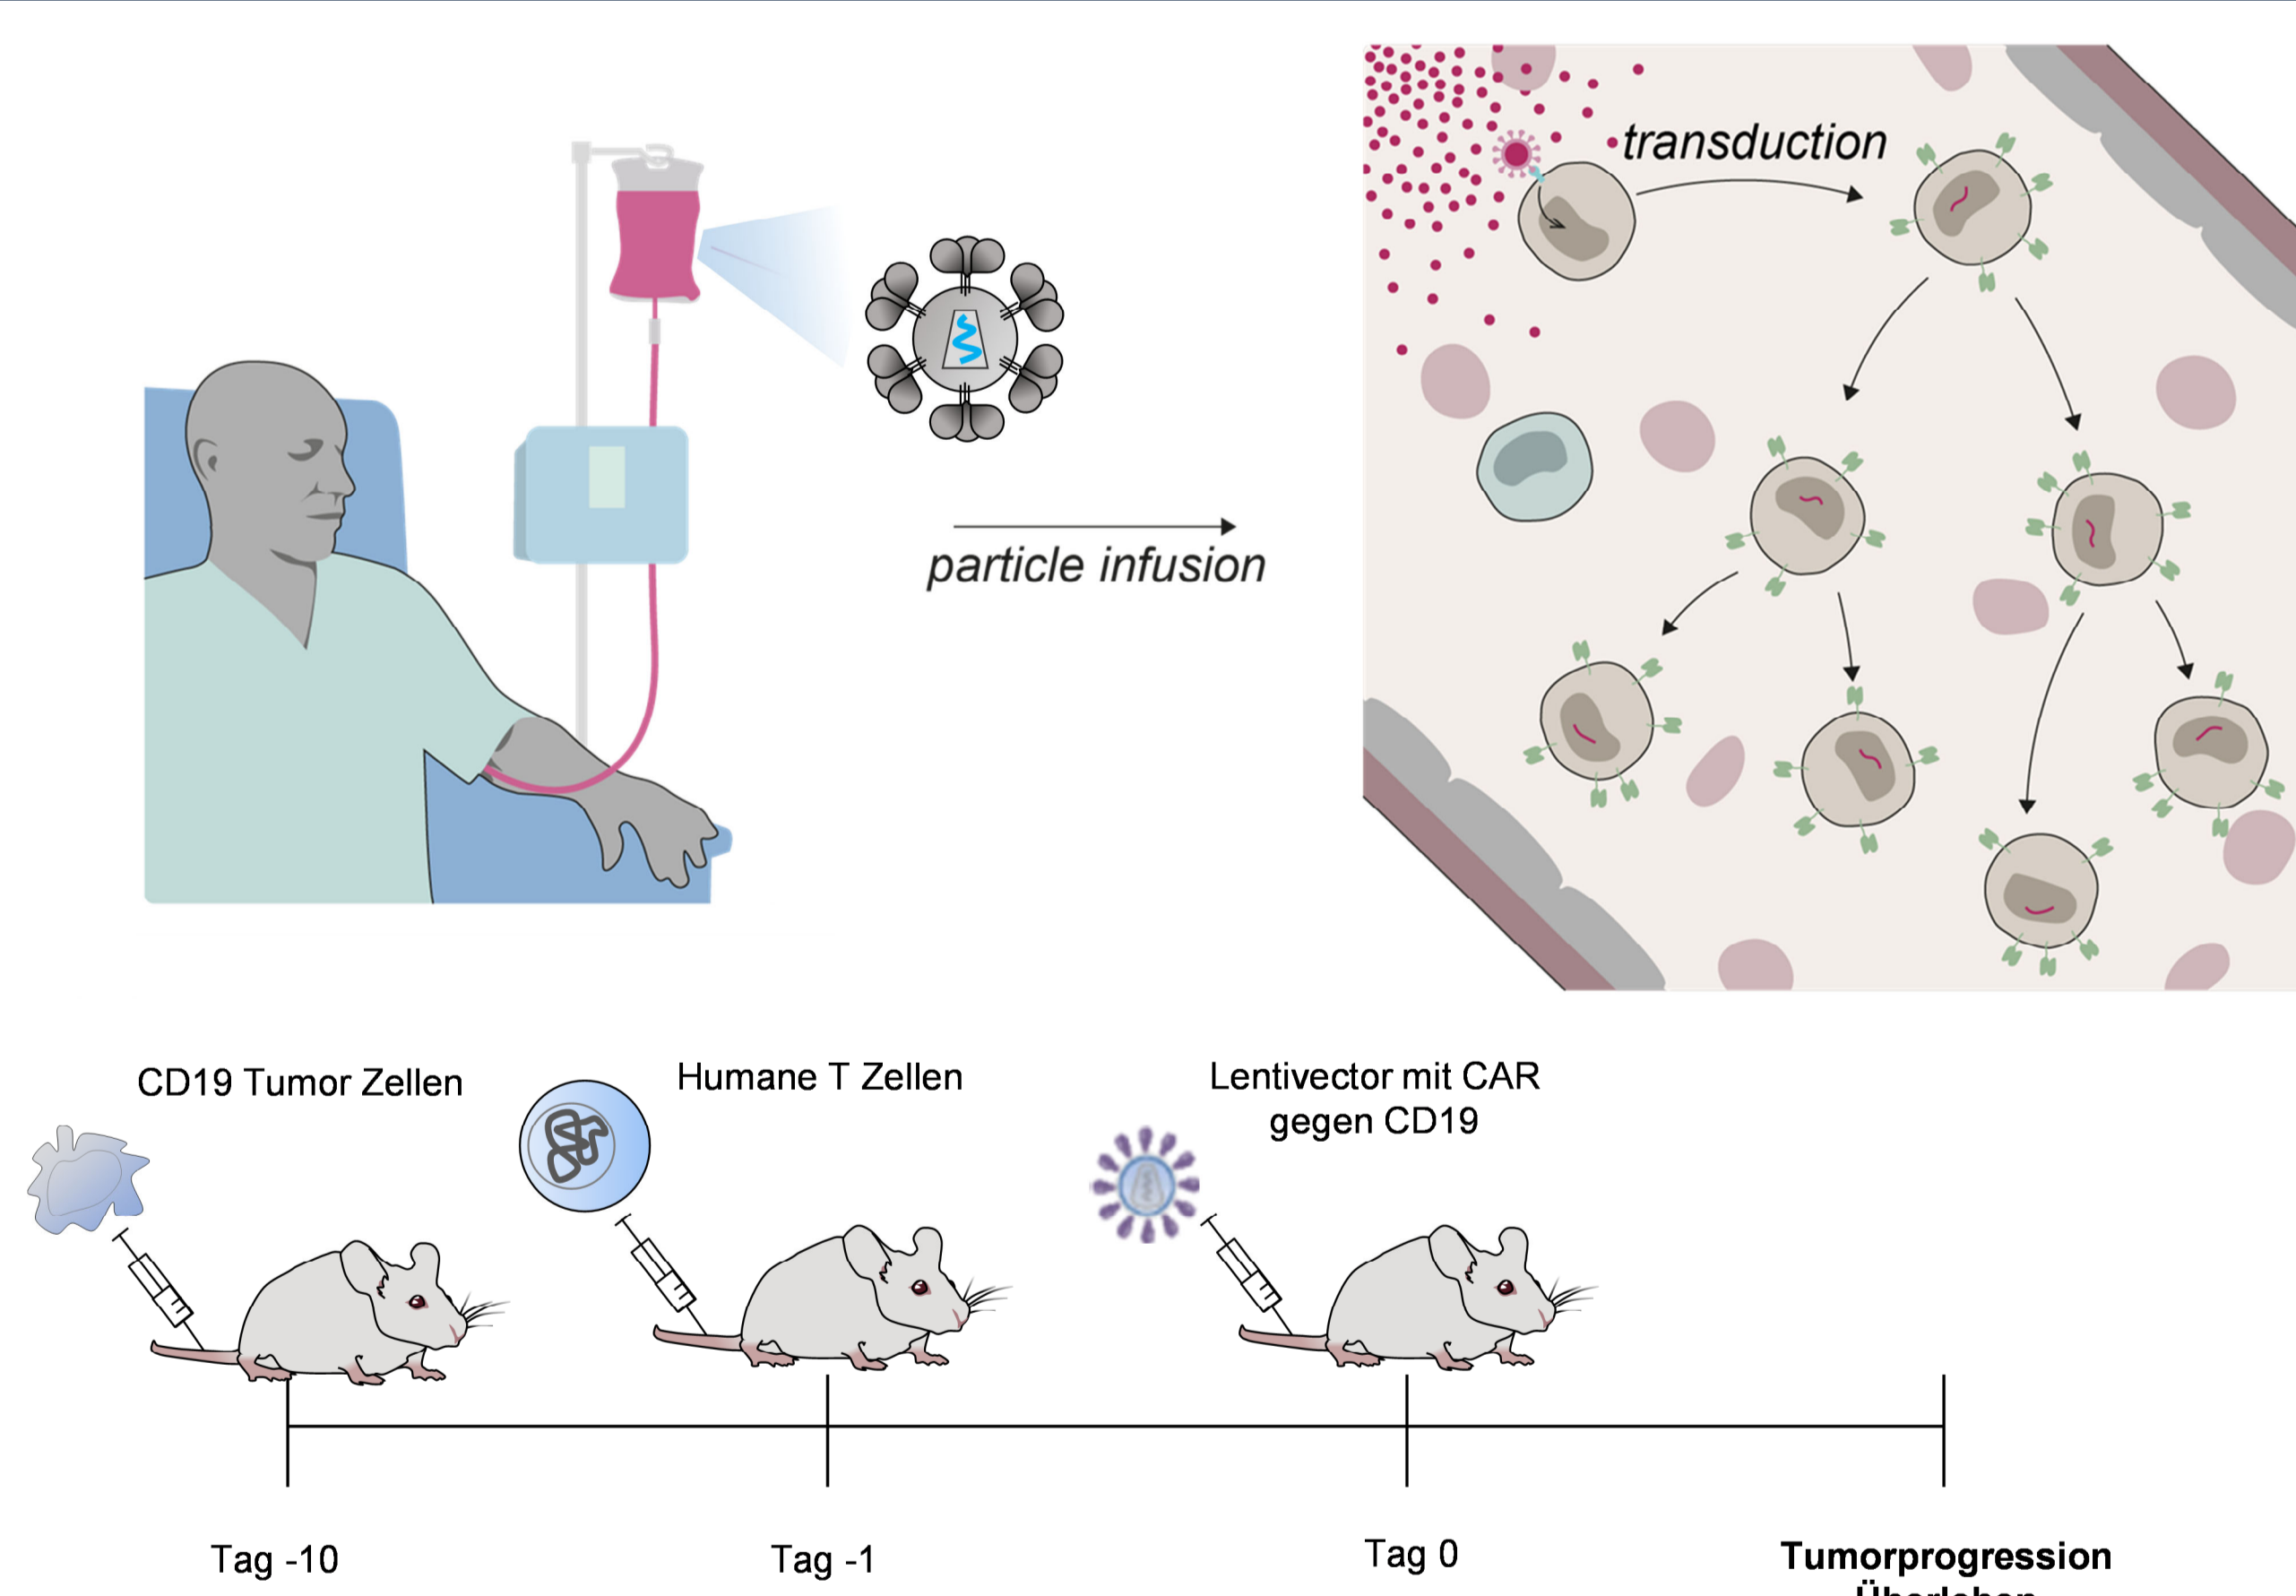 transduction
particle infusion
CD19 Tumor Zellen
Humane T Zellen
Lentivector mit CAR
gegen CD19
Tag -10
Tag -1
Tag 0
Tumorprogression
Überleben